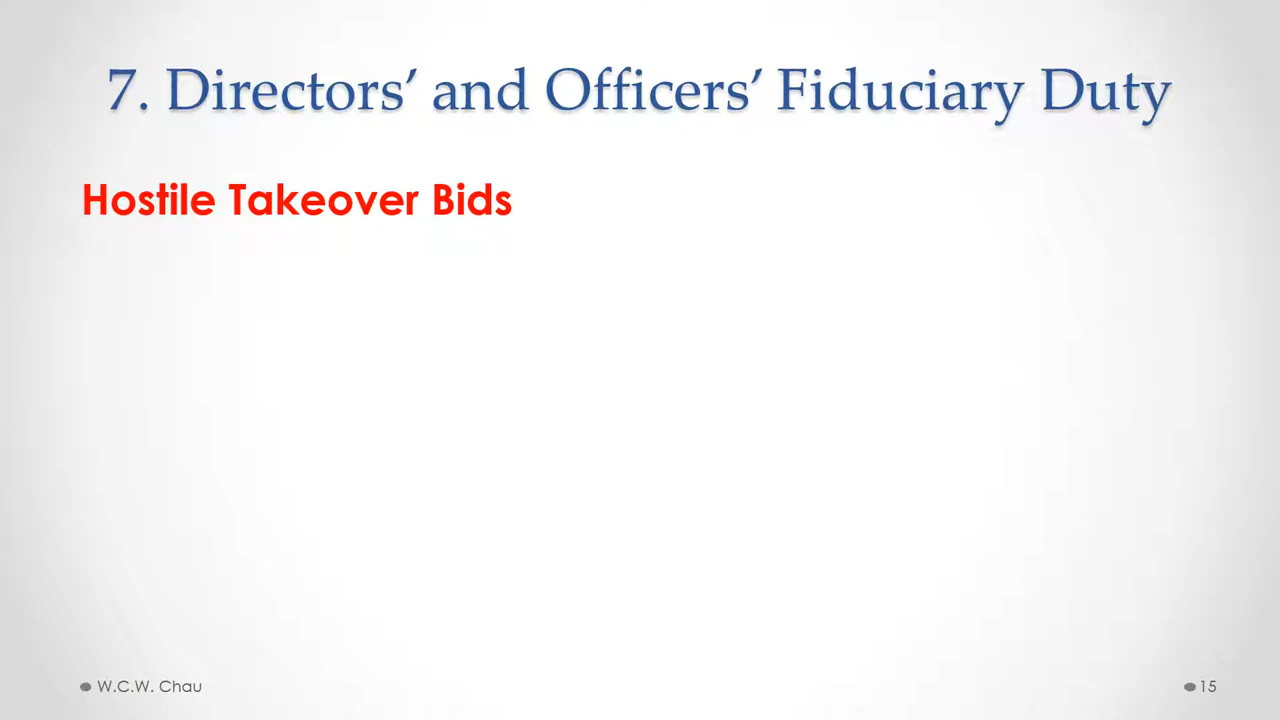 7. Directors’ and Officers’ Fiduciary Duty
Hostile Takeover Bids
W.C.W. Chau
15